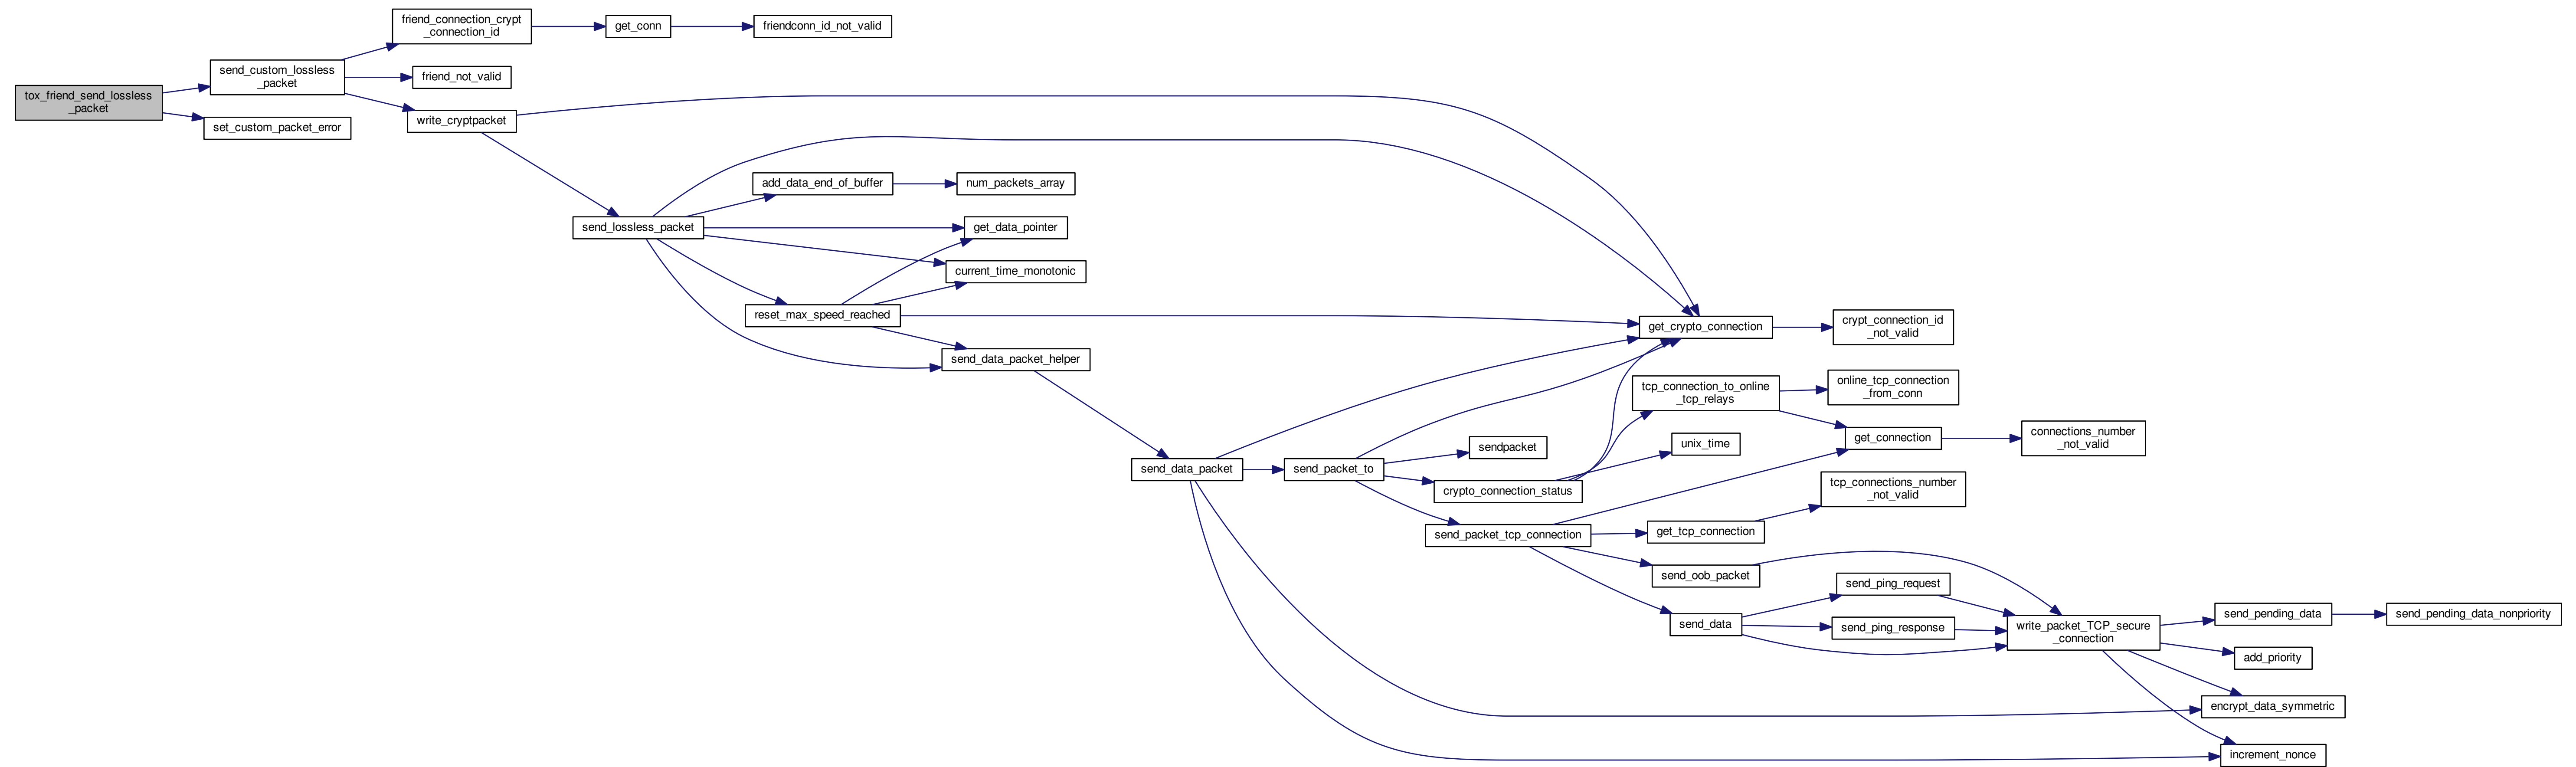 friend_connection_crypt
_connection_id
get_conn
friendconn_id_not_valid
send_custom_lossless
_packet
friend_not_valid
tox_friend_send_lossless
_packet
write_cryptpacket
set_custom_packet_error
add_data_end_of_buffer
num_packets_array
send_lossless_packet
get_data_pointer
current_time_monotonic
reset_max_speed_reached
get_crypto_connection
crypt_connection_id
_not_valid
send_data_packet_helper
tcp_connection_to_online
_tcp_relays
online_tcp_connection
_from_conn
unix_time
get_connection
connections_number
_not_valid
sendpacket
send_data_packet
send_packet_to
crypto_connection_status
tcp_connections_number
_not_valid
send_packet_tcp_connection
get_tcp_connection
send_oob_packet
send_ping_request
send_data
send_ping_response
write_packet_TCP_secure
_connection
send_pending_data
send_pending_data_nonpriority
add_priority
encrypt_data_symmetric
increment_nonce